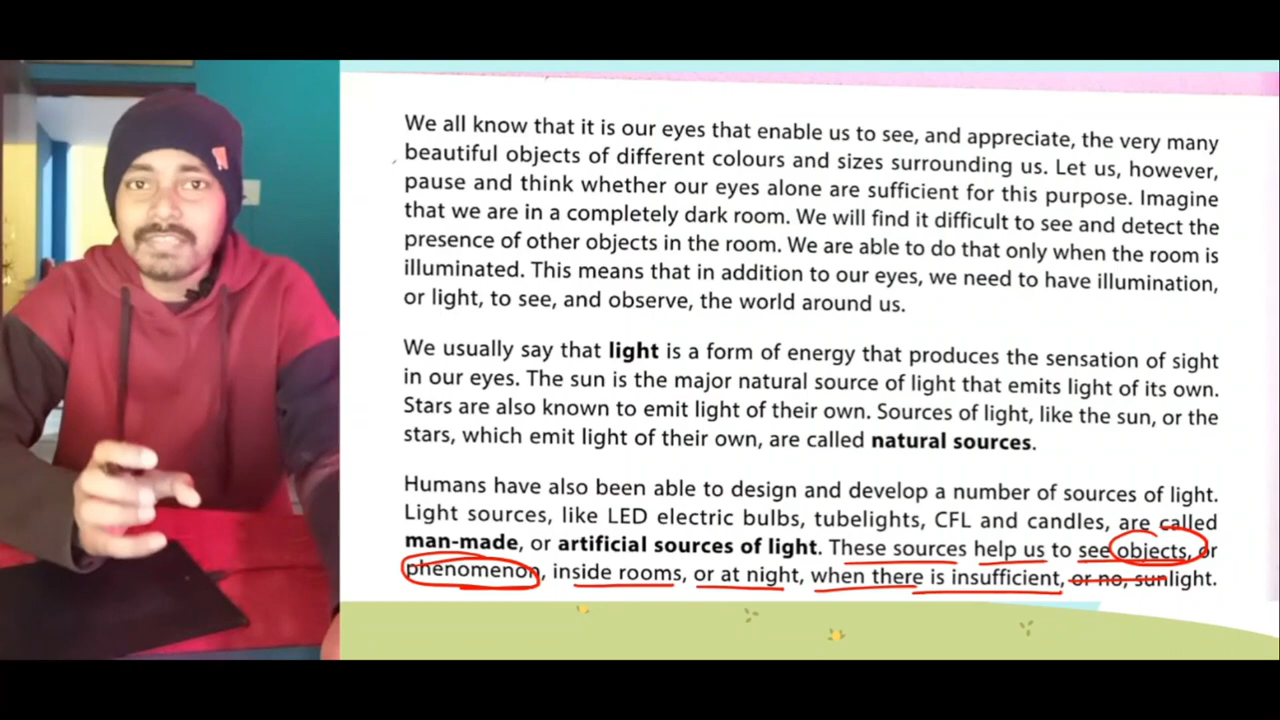 We all know that it is our eyes that enable us to see, and appreciate, the very many
beautiful objects of different colours and sizes surrounding us. Let us, however,
pause and think whether our eyes alone are sufficient for this purpose. Imagine
that we are in a completely dark room. We will find it difficult to see and detect the
presence of other objects in the room. We are able to do that only when the room is
illuminated. This means that in addition to our eyes, we need to have illumination,
or light, to see, and observe, the world around us.
We usually say that light is a form of energy that produces the sensation of sight
in our eyes. The sun is the major natural source of light that emits light of its own.
Stars are also known to emit light of their own. Sources of light, like the sun, or the
stars, which emit light of their own, are called natural sources.
Humans have also been able to design and develop a number of sources of light.
Light sources, like LED electric bulbs, tubelights, CFL and candles, are called
man-made, or artificial sources of light. These sources help us to see objects, or
phenomenon, inside rooms, or at night, when there is insufficient, or no, sunlight.